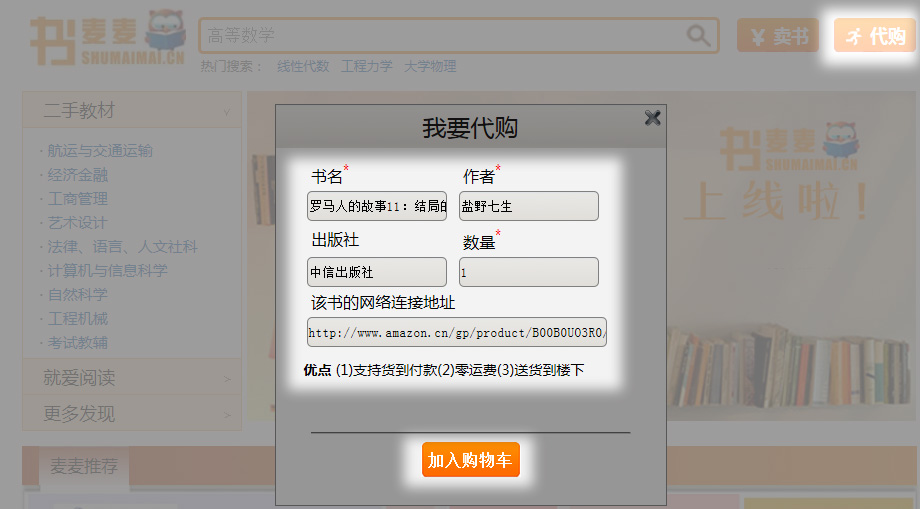 书麦麦
SHUMAIMAI.CN
高等数学
¥ 卖书
代购
热门搜索： 线性代数 工程力学 大学物理
二手教材
· 航运与交通运输
· 经济金融
· 工商管理
· 艺术设计
· 法律、语言、人文社科
· 计算机与信息科学
· 自然科学
· 工程机械
· 考试教辅
就爱阅读 >
更多发现 >
麦麦推荐
书麦麦
SHUMAIMAI.CN
上线啦！
我要代购
书名* 作者*
罗马人的故事11：结局的 盐野七生
出版社 数量*
中信出版社 1
该书的网络连接地址
http://www.amazon.cn/gp/product/B00B0UO3R0/
优点 (1)支持货到付款(2)零运费(3)送货到楼下
加入购物车